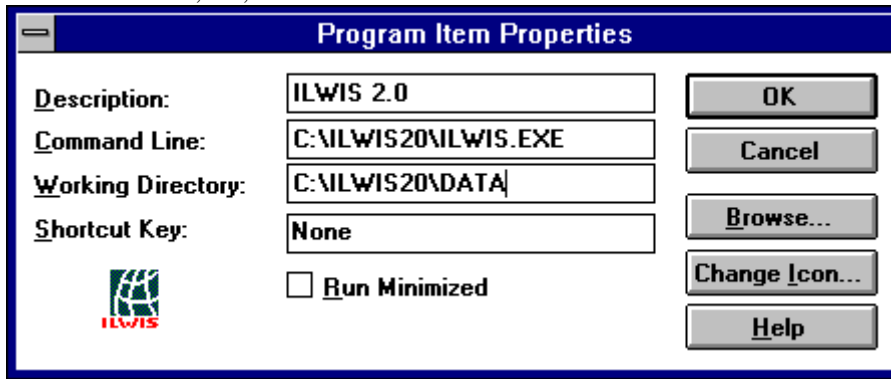 Program Item Properties
Description: ILWIS 2.0 OK
Command Line: C:\ILWIS20\ILWIS.EXE Cancel
Working Directory: C:\ILWIS20\DATA
Shortcut Key: None Browse...
Run Minimized Change Icon...
ILWIS Help